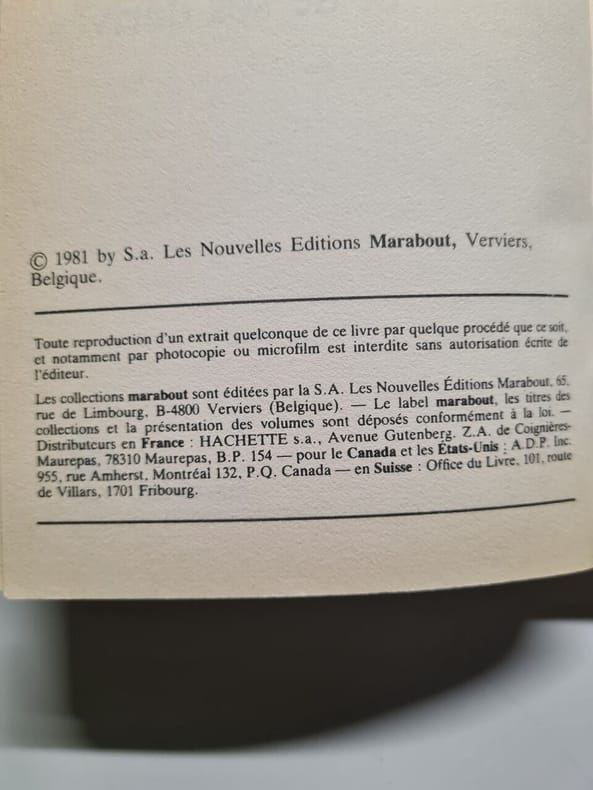 © 1981 by S.a. Les Nouvelles Editions Marabout, Verviers,
Belgique.
Toute reproduction d'un extrait quelconque de ce livre par quelque procédé que ce soit,
et notamment par photocopie ou microfilm est interdite sans autorisation écrite de
l'éditeur.
Les collections marabout sont éditées par la S.A. Les Nouvelles Éditions Marabout, 65,
rue de Limbourg, B-4800 Verviers (Belgique). — Le label marabout, les titres des
collections et la présentation des volumes sont déposés conformément à la loi. —
Distributeurs en France : HACHETTE s.a., Avenue Gutenberg. Z.A. de Coignières-
Maurepas, 78310 Maurepas, B.P. 154 — pour le Canada et les États-Unis : A.D.P. Inc.
955, rue Amherst, Montréal 132, P.Q. Canada — en Suisse : Office du Livre, 101, route
de Villars, 1701 Fribourg.